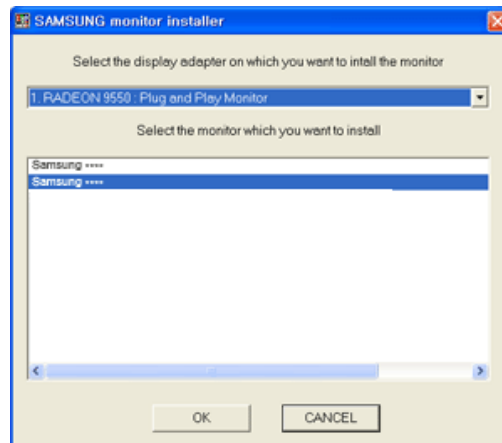 SAMSUNG monitor installer
Select the display adapter on which you want to intall the monitor
1. RADEON 9550 : Plug and Play Monitor
Select the monitor which you want to install
Samsung ····
Samsung ····
OK
CANCEL